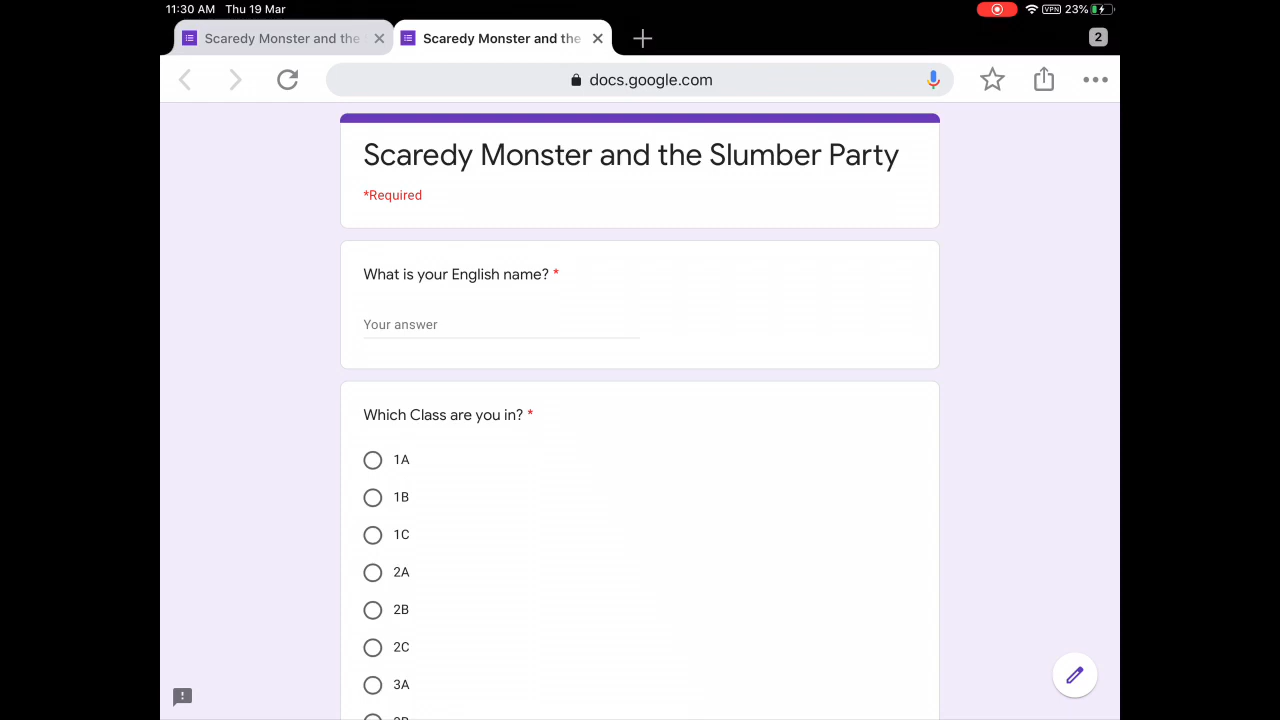 11:30 AM Thu 19 Mar
VPN 23%
Scaredy Monster and the
Scaredy Monster and the
2
docs.google.com
Scaredy Monster and the Slumber Party
*Required
What is your English name? *
Your answer
Which Class are you in? *
1A
1B
1C
2A
2B
2C
3A